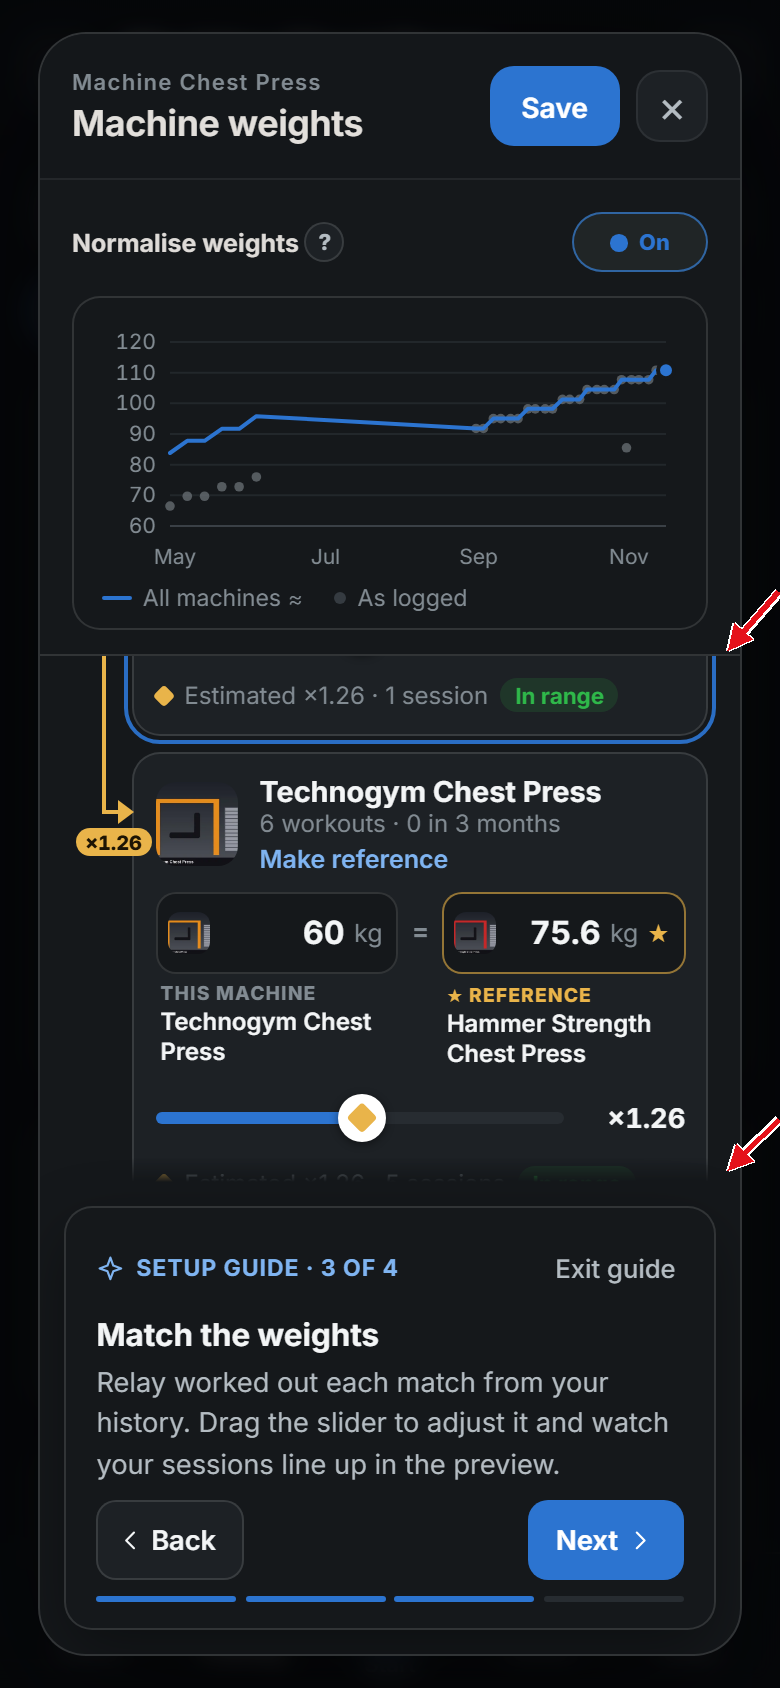 Machine Chest Press
Machine weights
Save
×
Normalise weights ?
On
120
110
100
90
80
70
60
May Jul Sep Nov
All machines ≈ As logged
Estimated ×1.26 · 1 session In range
Technogym Chest Press
6 workouts · 0 in 3 months
Make reference
×1.26
60 kg = 75.6 kg ★
THIS MACHINE
Technogym Chest
Press
★ REFERENCE
Hammer Strength
Chest Press
×1.26
Estimated ×1.26 · 5 sessions
SETUP GUIDE · 3 OF 4
Exit guide
Match the weights
Relay worked out each match from your
history. Drag the slider to adjust it and watch
your sessions line up in the preview.
Back
Next